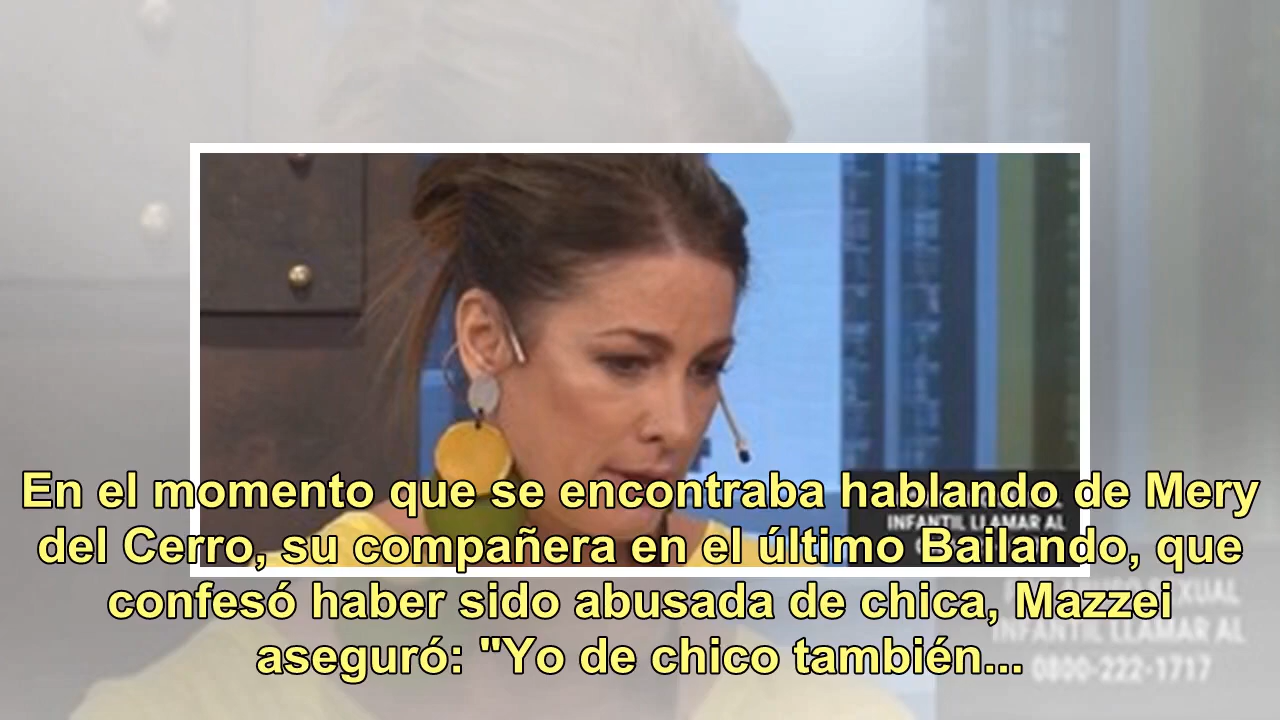 En el momento que se encontraba hablando de Mery
del Cerro, su compañera en el último Bailando, que
confesó haber sido abusada de chica, Mazzei
aseguró: "Yo de chico también...
INFANTIL LLAMAR AL
SEXUAL
INFANTIL LLAMAR AL
0800-222-1717